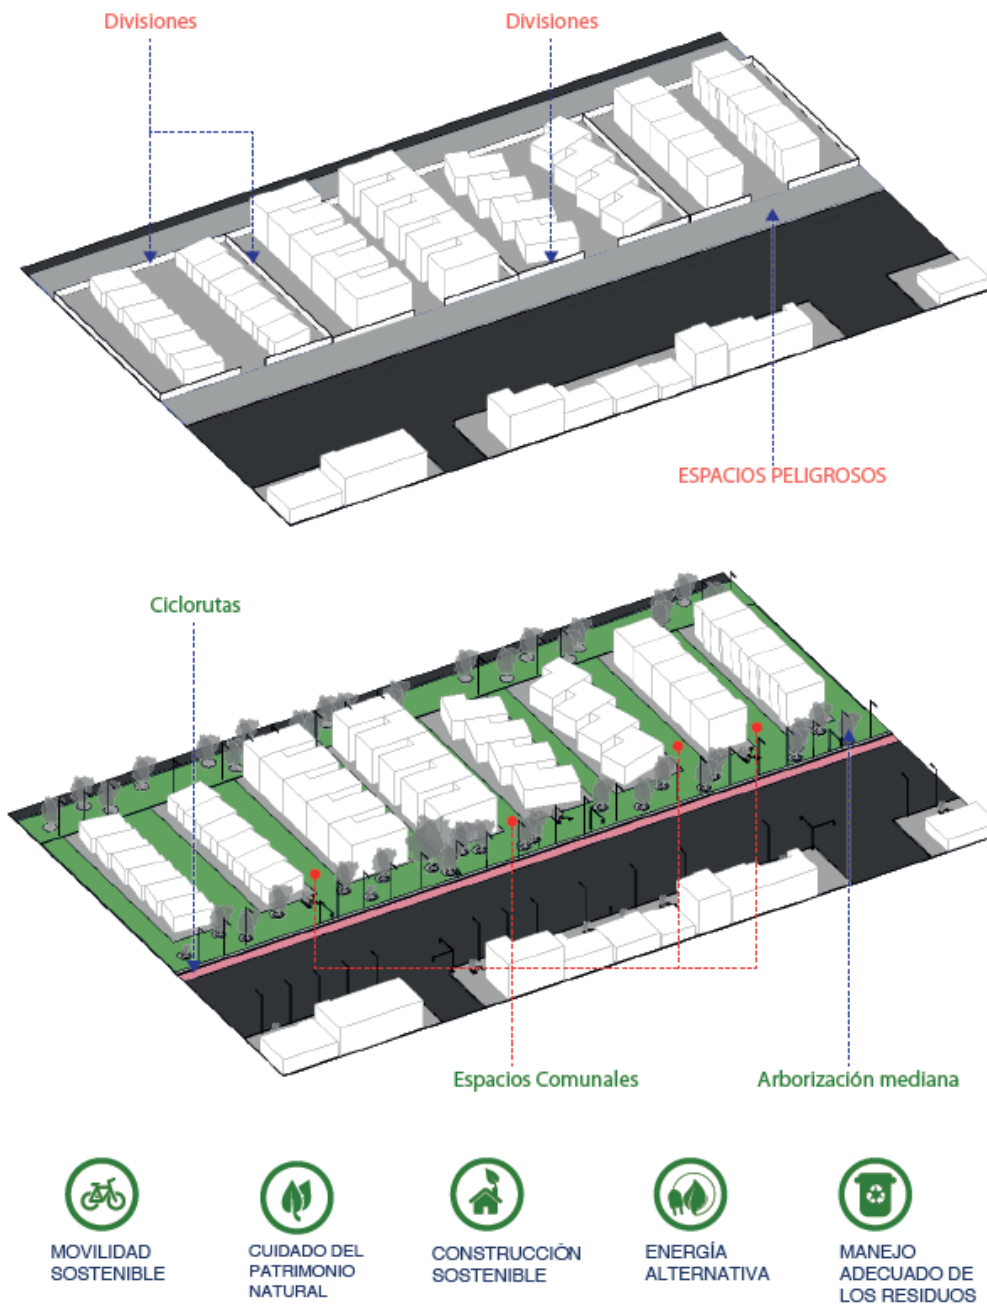 Divisiones
Divisiones
ESPACIOS PELIGROSOS
Ciclorutas
Espacios Comunales
Arborización mediana
MOVILIDAD
SOSTENIBLE
CUIDADO DEL
PATRIMONIO
NATURAL
CONSTRUCCIÓN
SOSTENIBLE
ENERGÍA
ALTERNATIVA
MANEJO
ADECUADO DE
LOS RESIDUOS